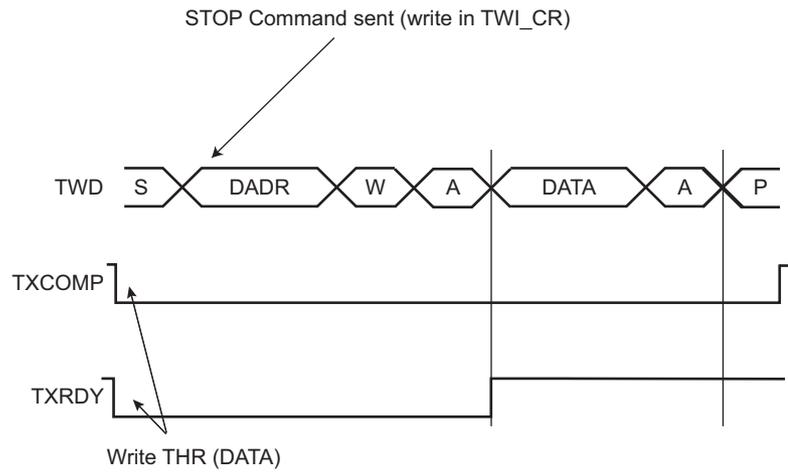 STOP Command sent (write in TWI_CR)
TWD S DADR W A DATA A P
TXCOMP
TXRDY
Write THR (DATA)